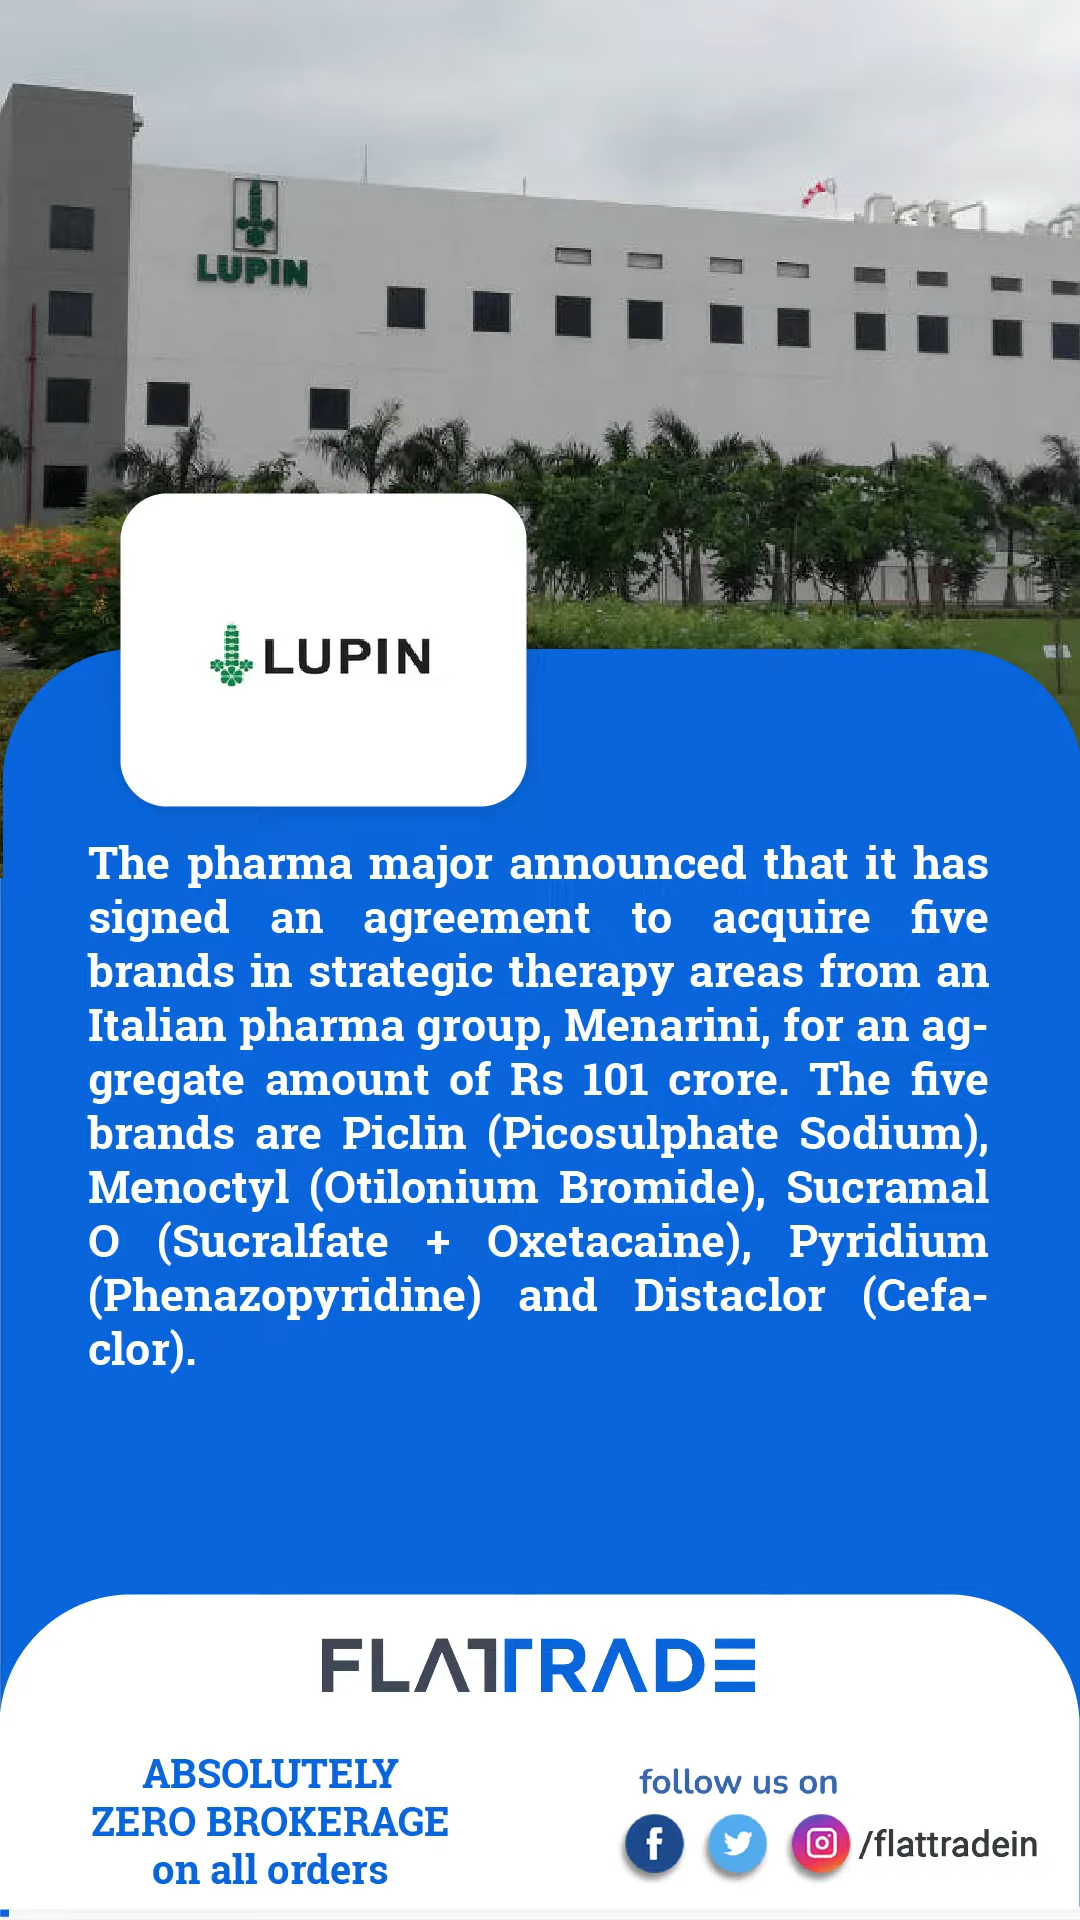 LUPIN
LUPIN
The pharma major announced that it has
signed an agreement to acquire five
brands in strategic therapy areas from an
Italian pharma group, Menarini, for an ag-
gregate amount of Rs 101 crore. The five
brands are Piclin (Picosulphate Sodium),
Menoctyl (Otilonium Bromide), Sucramal
O (Sucralfate + Oxetacaine), Pyridium
(Phenazopyridine) and Distaclor (Cefa-
clor).
FLATTRADE
ABSOLUTELY
ZERO BROKERAGE
on all orders
follow us on
/flattradein